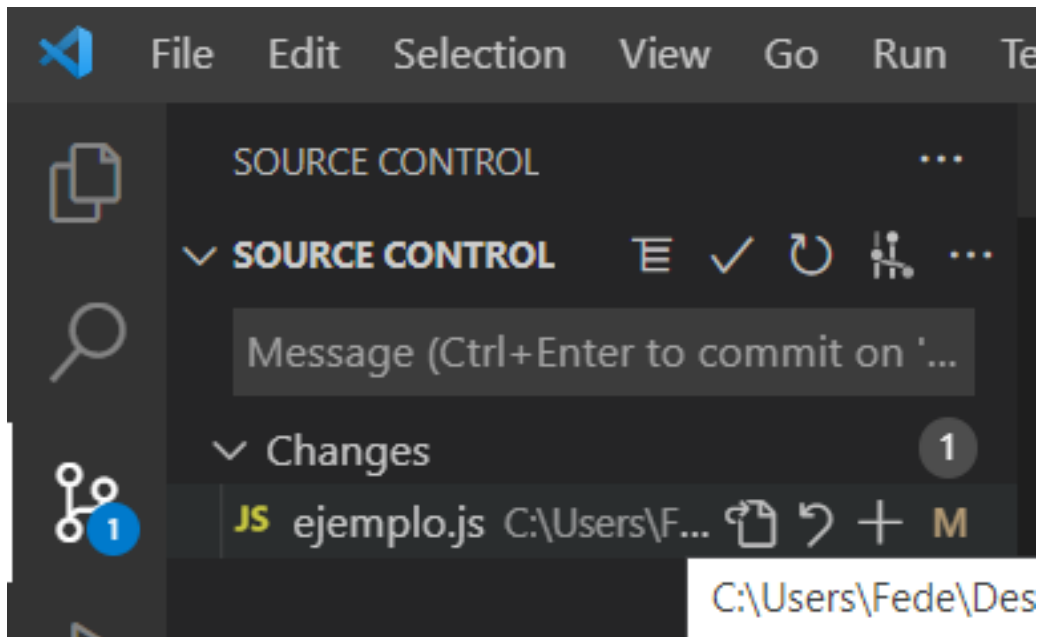 File Edit Selection View Go Run Te
SOURCE CONTROL ...
SOURCE CONTROL ...
Message (Ctrl+Enter to commit on '...
Changes 1
JS ejemplo.js C:\Users\F... M
1
C:\Users\Fede\Des